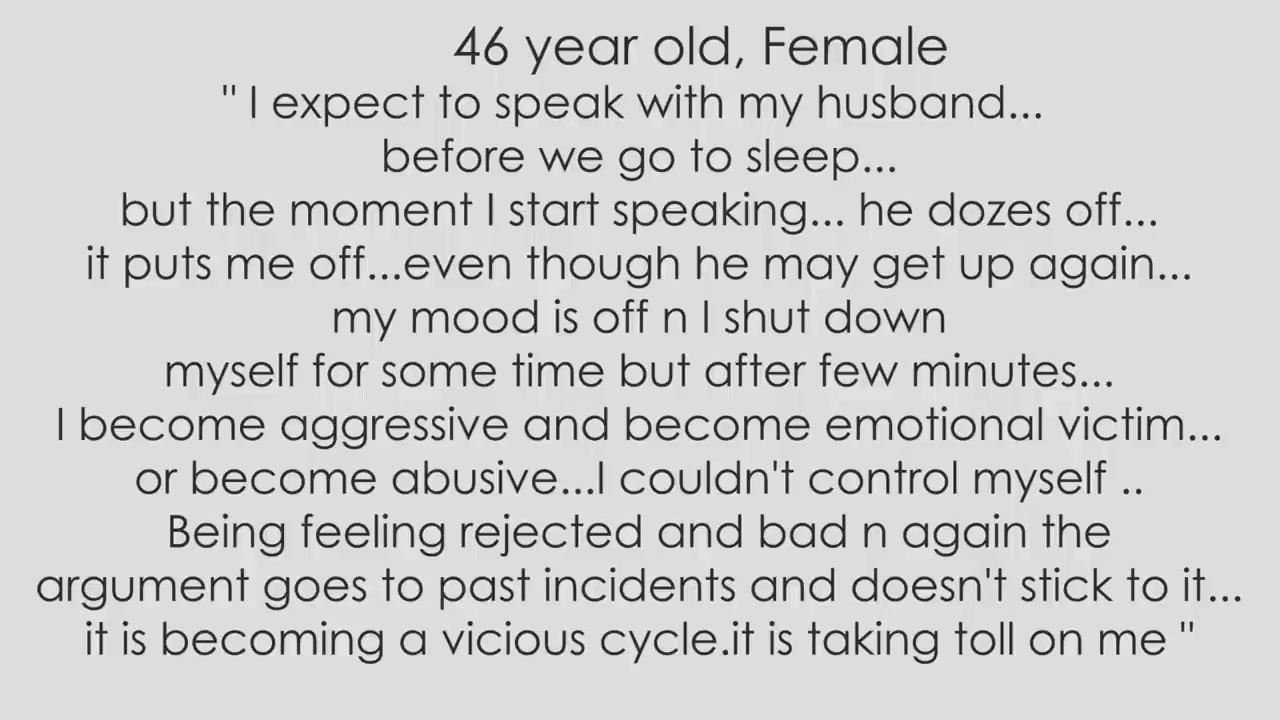 46 year old, Female
" I expect to speak with my husband...
before we go to sleep...
but the moment I start speaking... he dozes off...
it puts me off...even though he may get up again...
my mood is off n I shut down
myself for some time but after few minutes...
I become aggressive and become emotional victim...
or become abusive...I couldn't control myself ..
Being feeling rejected and bad n again the
argument goes to past incidents and doesn't stick to it...
it is becoming a vicious cycle.it is taking toll on me "